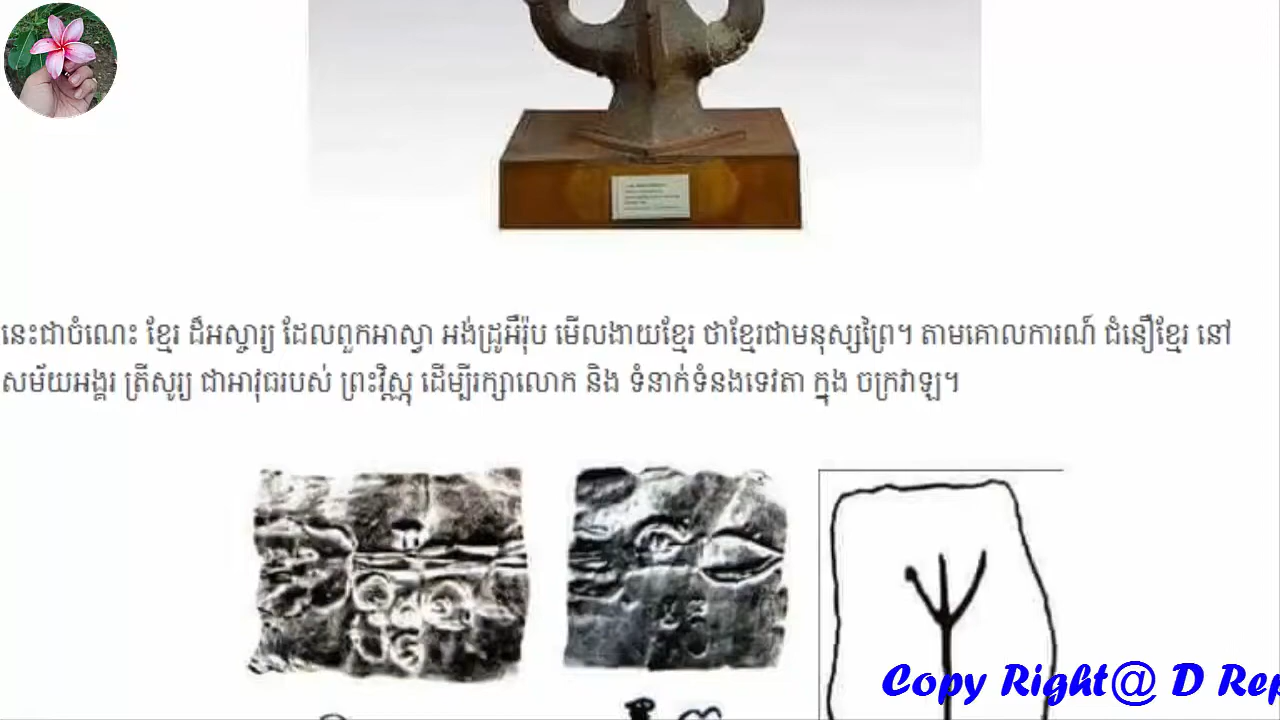 នេះជាចំណេះ ខ្មែរ ដ៏អស្ចារ្យ ដែលពួកអាស្វា អង់ដ្រូអឺរ៉ុប មើលងាយខ្មែរ ថាខ្មែរជាមនុស្សព្រៃ។ តាមគោលការណ៍ ជំនឿខ្មែរ នៅ
សម័យអង្គរ ត្រីសូរ្យ ជាអាវុធរបស់ ព្រះវិស្ណុ ដើម្បីរក្សាលោក និង ទំនាក់ទំនងទេវតា ក្នុង ចក្រវាឡ។
Copy Right@ D Rep